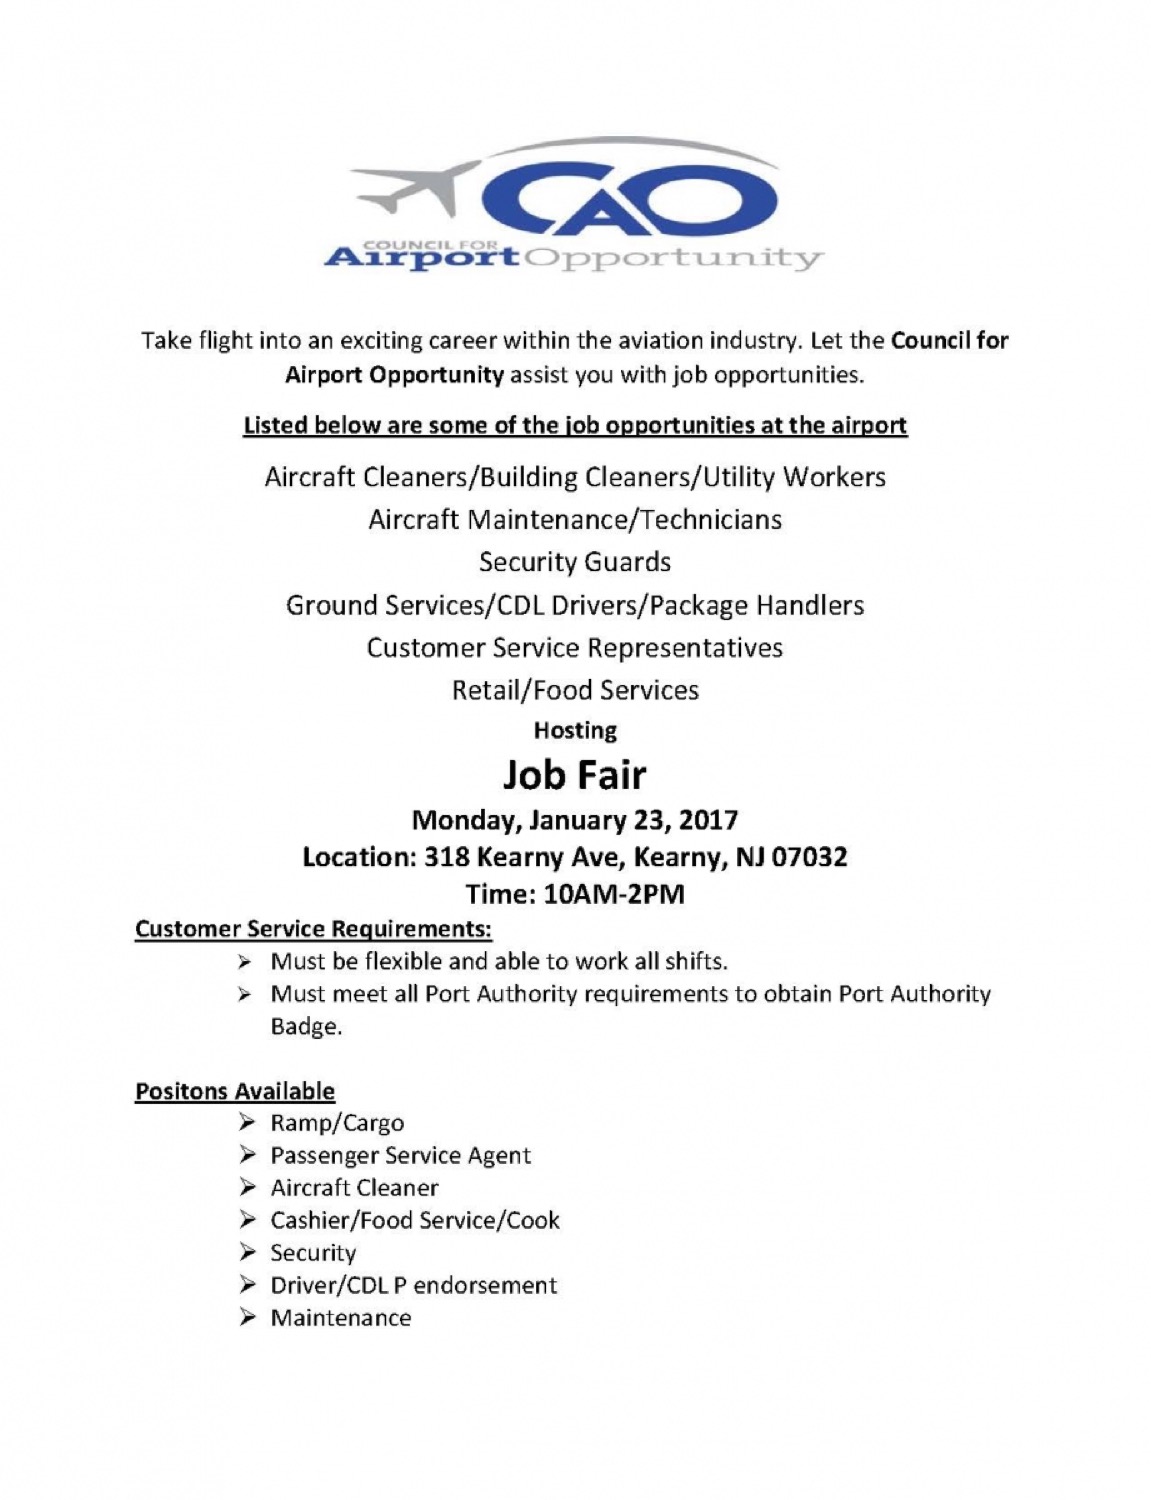 CAO
COUNCIL FOR
Airport Opportunity
Take flight into an exciting career within the aviation industry. Let the Council for
Airport Opportunity assist you with job opportunities.
Listed below are some of the job opportunities at the airport
Aircraft Cleaners/Building Cleaners/Utility Workers
Aircraft Maintenance/Technicians
Security Guards
Ground Services/CDL Drivers/Package Handlers
Customer Service Representatives
Retail/Food Services
Hosting
Job Fair
Monday, January 23, 2017
Location: 318 Kearny Ave, Kearny, NJ 07032
Time: 10AM-2PM
Customer Service Requirements:
➢ Must be flexible and able to work all shifts.
➢ Must meet all Port Authority requirements to obtain Port Authority
Badge.
Positons Available
➢ Ramp/Cargo
➢ Passenger Service Agent
➢ Aircraft Cleaner
➢ Cashier/Food Service/Cook
➢ Security
➢ Driver/CDL P endorsement
➢ Maintenance